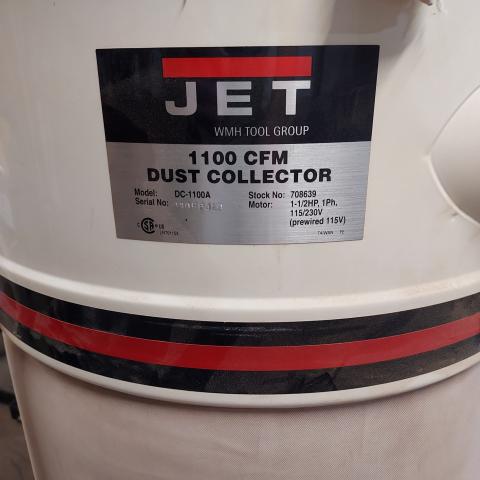 JET
WMH TOOL GROUP
1100 CFM
DUST COLLECTOR
Model: DC-1100A Stock No: 708639
Serial No: Motor: 1-1/2HP, 1Ph,
115/230V
(prewired 115V)
TAIWAN